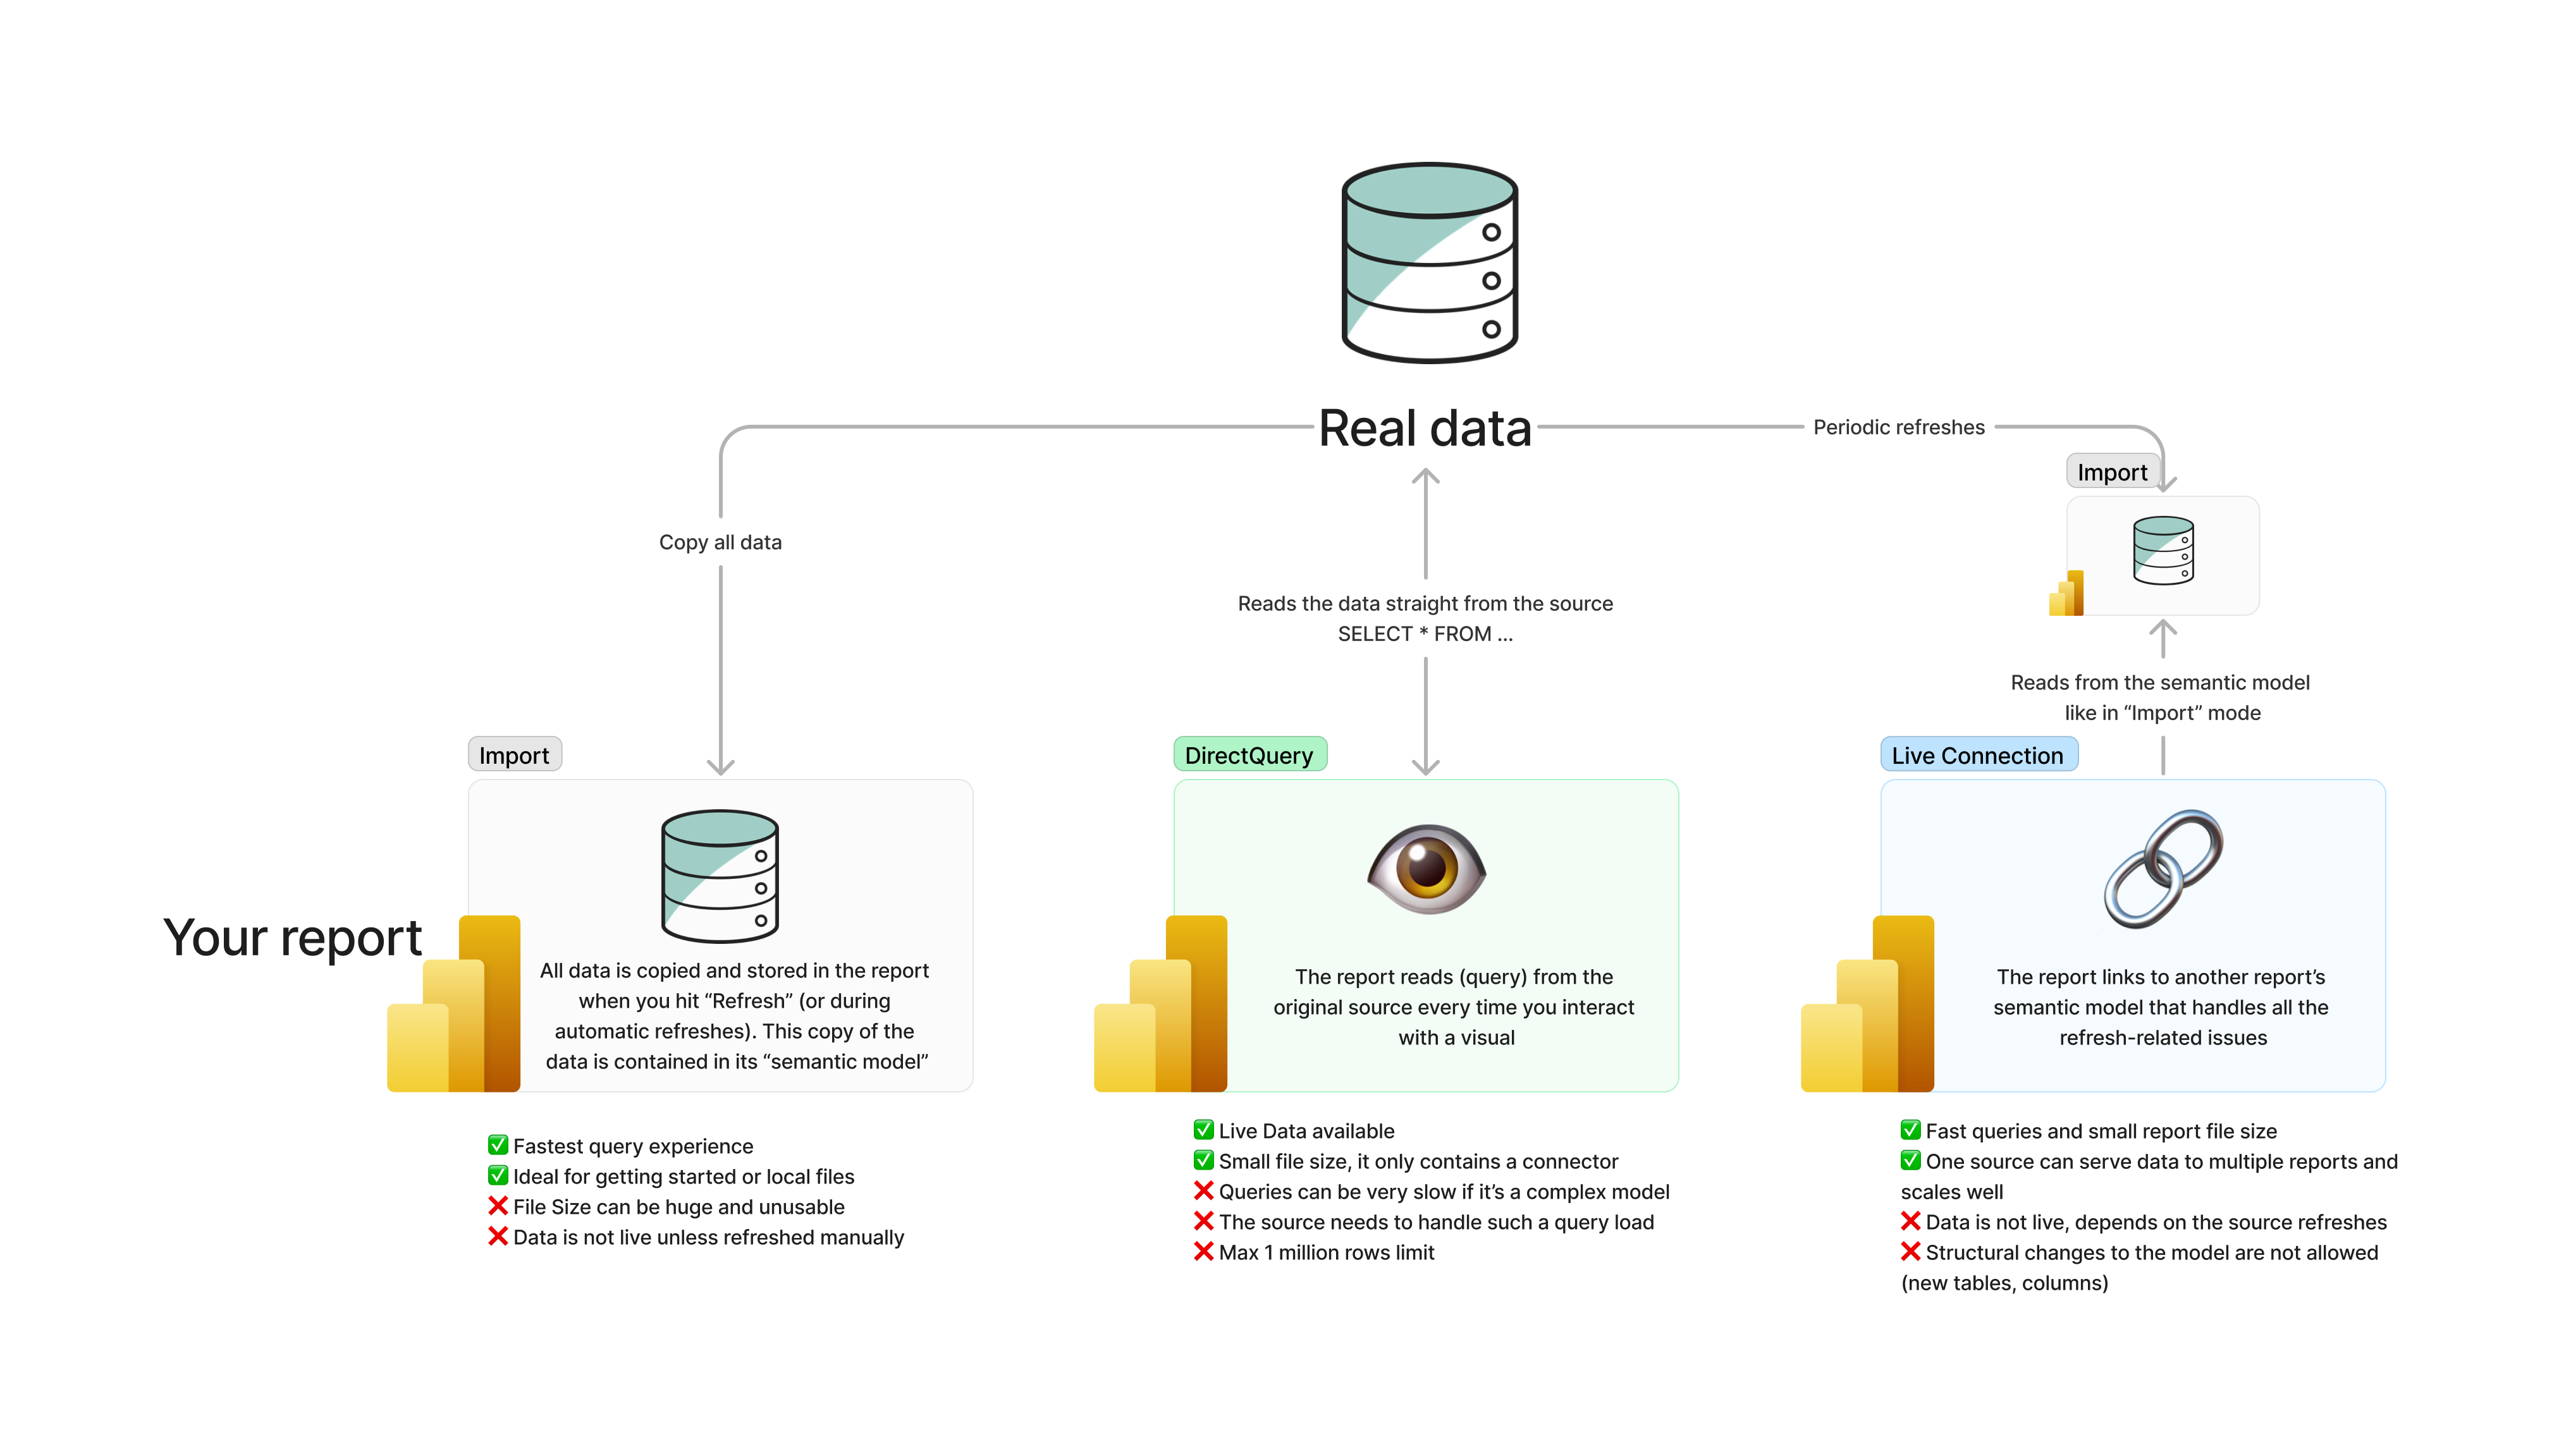 Real data
Periodic refreshes
Import
Copy all data
Reads the data straight from the source
SELECT * FROM ...
Reads from the semantic model
like in “Import” mode
Your report
Import
All data is copied and stored in the report
when you hit “Refresh” (or during
automatic refreshes). This copy of the
data is contained in its “semantic model”
✅ Fastest query experience
✅ Ideal for getting started or local files
❌ File Size can be huge and unusable
❌ Data is not live unless refreshed manually
DirectQuery
The report reads (query) from the
original source every time you interact
with a visual
✅ Live Data available
✅ Small file size, it only contains a connector
❌ Queries can be very slow if it’s a complex model
❌ The source needs to handle such a query load
❌ Max 1 million rows limit
Live Connection
The report links to another report’s
semantic model that handles all the
refresh-related issues
✅ Fast queries and small report file size
✅ One source can serve data to multiple reports and
scales well
❌ Data is not live, depends on the source refreshes
❌ Structural changes to the model are not allowed
(new tables, columns)